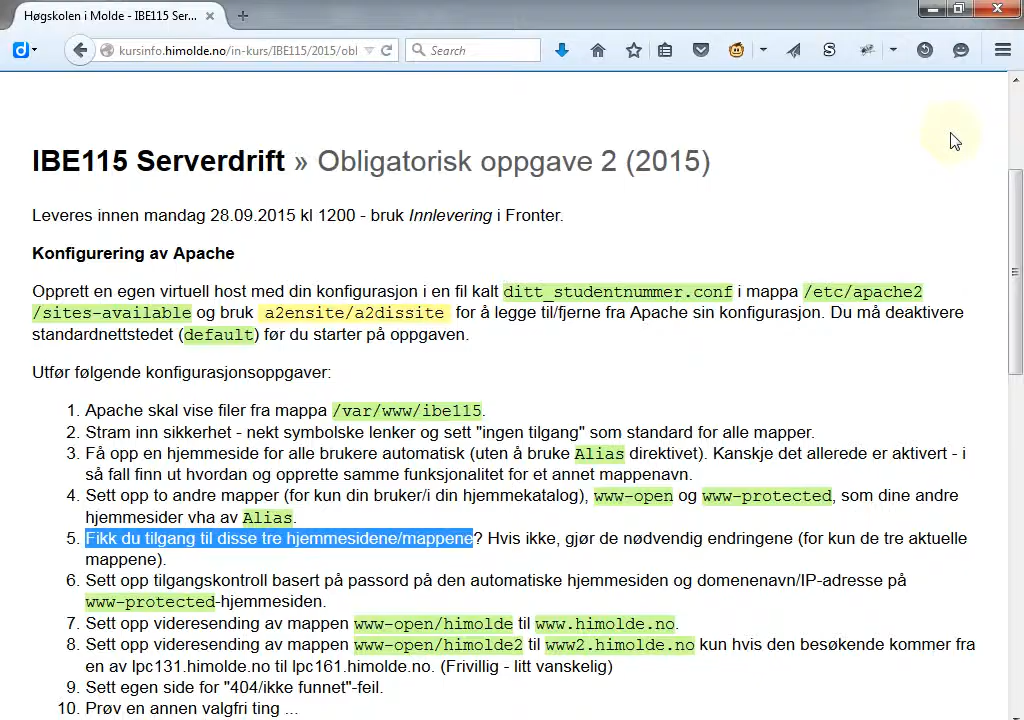 Høgskolen i Molde - IBE115 Ser...
kursinfo.himolde.no/in-kurs/IBE115/2015/obl
Search
IBE115 Serverdrift » Obligatorisk oppgave 2 (2015)
Leveres innen mandag 28.09.2015 kl 1200 - bruk Innlevering i Fronter.
Konfigurering av Apache
Opprett en egen virtuell host med din konfigurasjon i en fil kalt ditt_studentnummer.conf i mappa /etc/apache2
/sites-available og bruk a2ensite/a2dissite for å legge til/fjerne fra Apache sin konfigurasjon. Du må deaktivere
standardnettstedet (default) før du starter på oppgaven.
Utfør følgende konfigurasjonsoppgaver:
1. Apache skal vise filer fra mappa /var/www/ibe115.
2. Stram inn sikkerhet - nekt symbolske lenker og sett "ingen tilgang" som standard for alle mapper.
3. Få opp en hjemmeside for alle brukere automatisk (uten å bruke Alias direktivet). Kanskje det allerede er aktivert - i
så fall finn ut hvordan og opprette samme funksjonalitet for et annet mappenavn.
4. Sett opp to andre mapper (for kun din bruker/i din hjemmekatalog), www-open og www-protected, som dine andre
hjemmesider vha av Alias.
5. Fikk du tilgang til disse tre hjemmesidene/mappene? Hvis ikke, gjør de nødvendig endringene (for kun de tre aktuelle
mappene).
6. Sett opp tilgangskontroll basert på passord på den automatiske hjemmesiden og domenenavn/IP-adresse på
www-protected-hjemmesiden.
7. Sett opp videresending av mappen www-open/himolde til www.himolde.no.
8. Sett opp videresending av mappen www-open/himolde2 til www2.himolde.no kun hvis den besøkende kommer fra
en av lpc131.himolde.no til lpc161.himolde.no. (Frivillig - litt vanskelig)
9. Sett egen side for "404/ikke funnet"-feil.
10. Prøv en annen valgfri ting ...